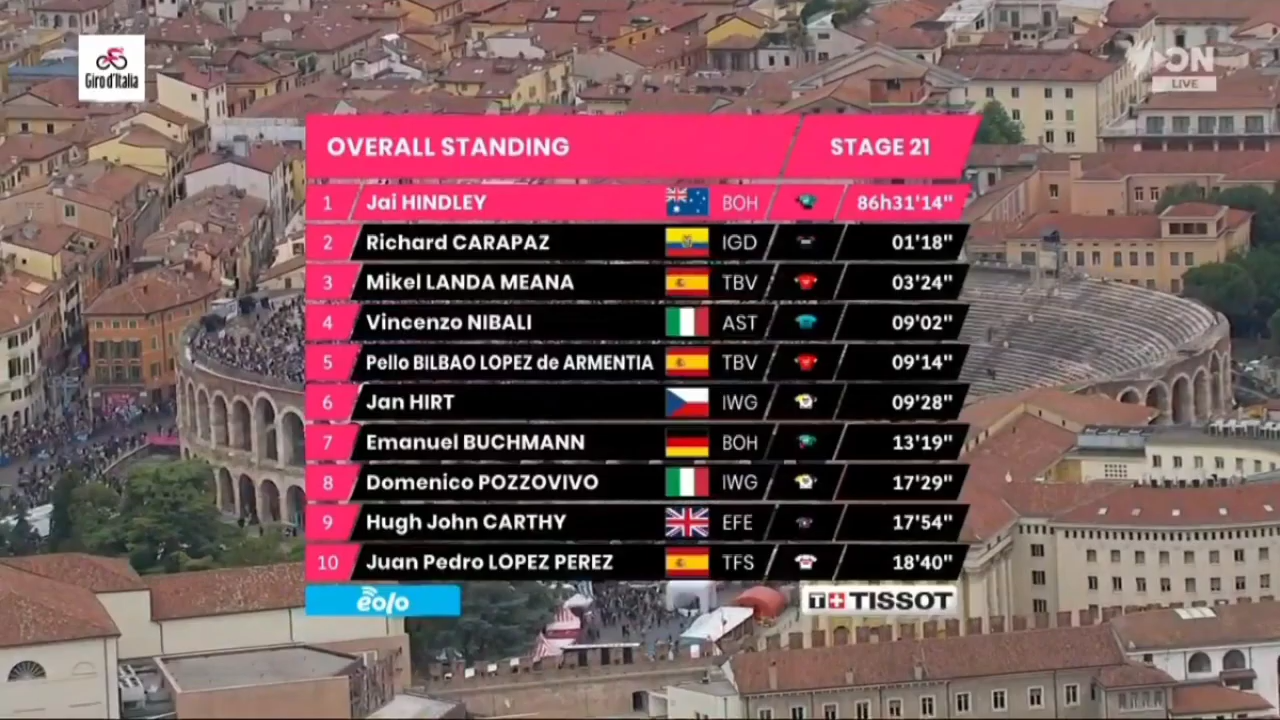 Giro d'Italia
ON
LIVE
OVERALL STANDING STAGE 21
1 Jai HINDLEY BOH 86h31'14"
2 Richard CARAPAZ IGD 01'18"
3 Mikel LANDA MEANA TBV 03'24"
4 Vincenzo NIBALI AST 09'02"
5 Pello BILBAO LOPEZ de ARMENTIA TBV 09'14"
6 Jan HIRT IWG 09'28"
7 Emanuel BUCHMANN BOH 13'19"
8 Domenico POZZOVIVO IWG 17'29"
9 Hugh John CARTHY EFE 17'54"
10 Juan Pedro LOPEZ PEREZ TFS 18'40"
eolo T+ TISSOT